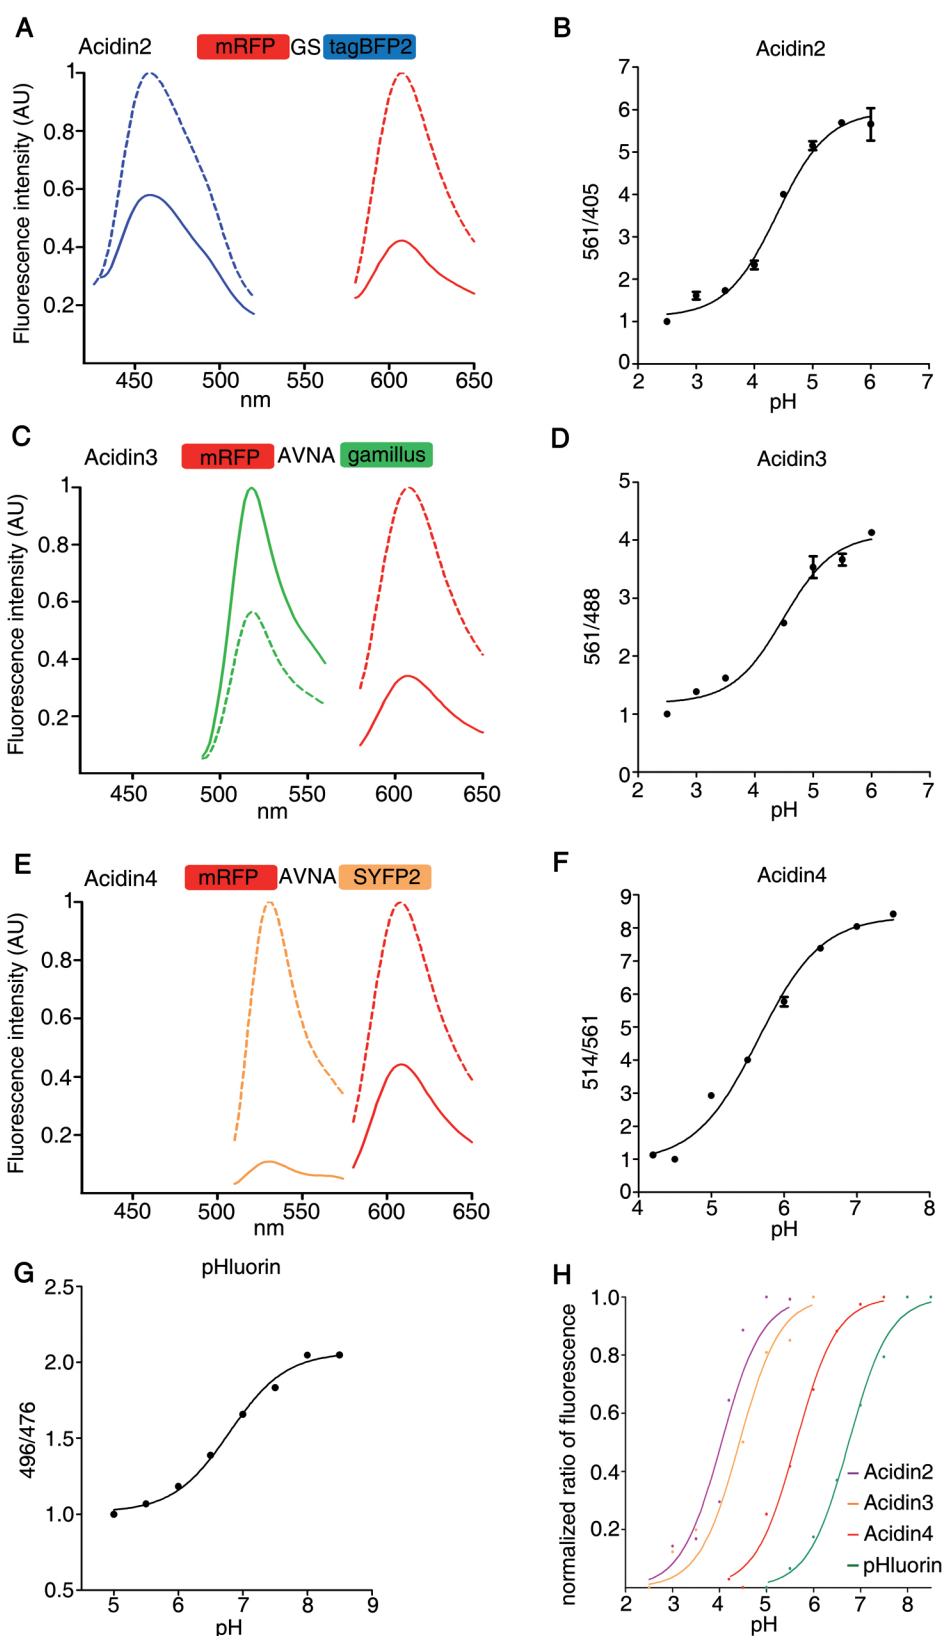 A
Acidin2
mRFP GS tagBFP2
Fluorescence intensity (AU)
1
0.8
0.6
0.4
0.2
450 500 550 600 650
nm
B
Acidin2
561/405
7
6
5
4
3
2
1
0
2 3 4 5 6 7
pH
C
Acidin3
mRFP AVNA gamillus
Fluorescence intensity (AU)
1
0.8
0.6
0.4
0.2
450 500 550 600 650
nm
D
Acidin3
561/488
5
4
3
2
1
0
2 3 4 5 6 7
pH
E
Acidin4
mRFP AVNA SYFP2
Fluorescence intensity (AU)
1
0.8
0.6
0.4
0.2
450 500 550 600 650
nm
F
Acidin4
514/561
9
8
7
6
5
4
3
2
1
0
4 5 6 7 8
pH
G
pHluorin
496/476
2.5
2.0
1.5
1.0
0.5
5 6 7 8 9
pH
H
normalized ratio of fluorescence
1.0
0.8
0.6
0.4
0.2
2 3 4 5 6 7 8
pH
Acidin2
Acidin3
Acidin4
pHluorin